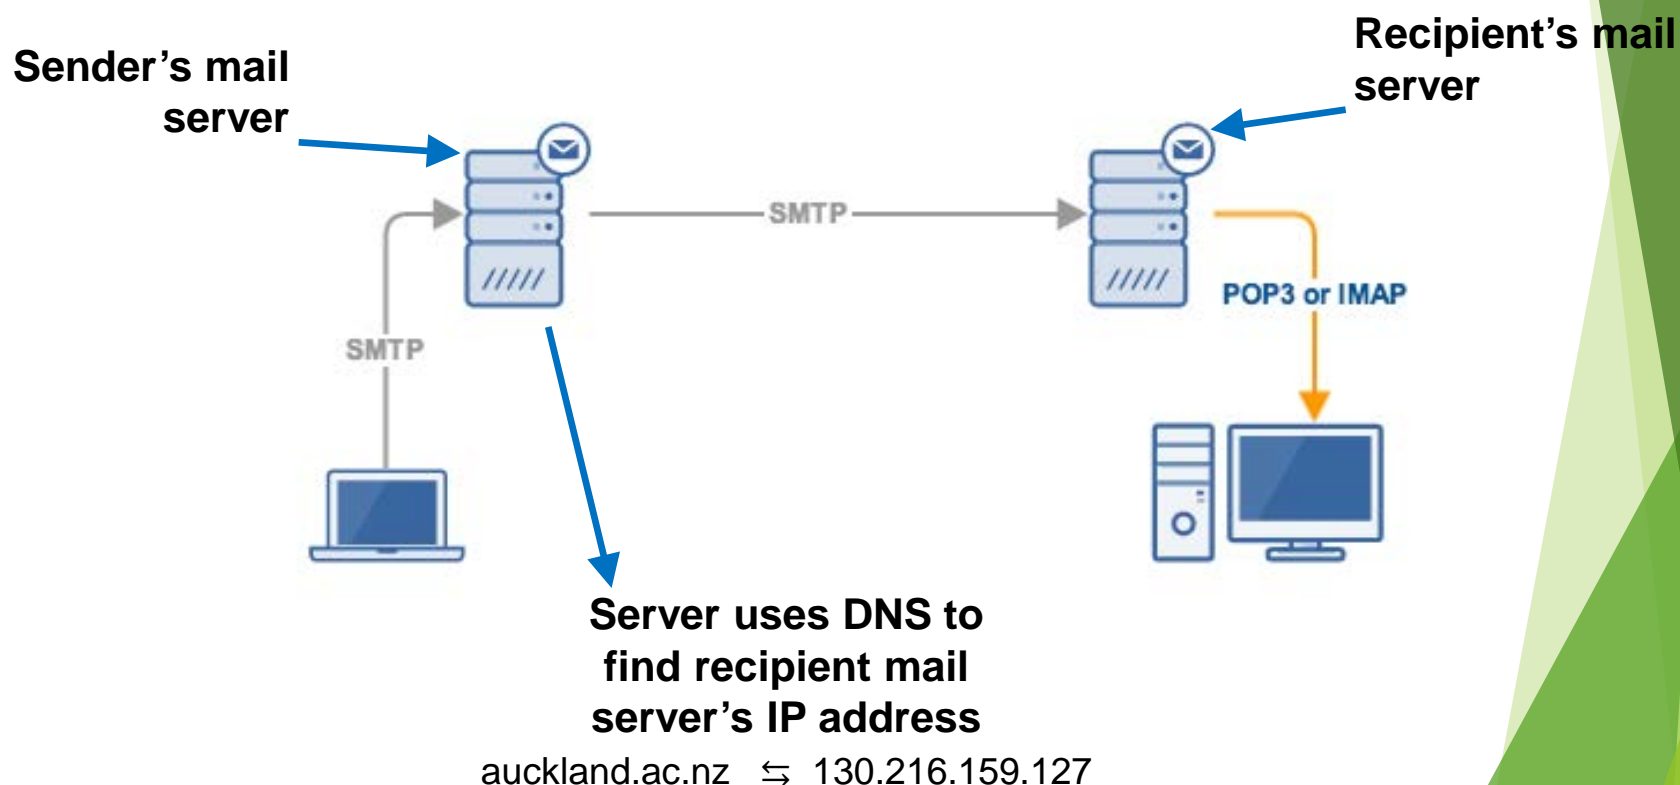 Sender’s mail
server
Recipient’s mail
server
SMTP
SMTP
POP3 or IMAP
Server uses DNS to
find recipient mail
server’s IP address
auckland.ac.nz ⇆ 130.216.159.127